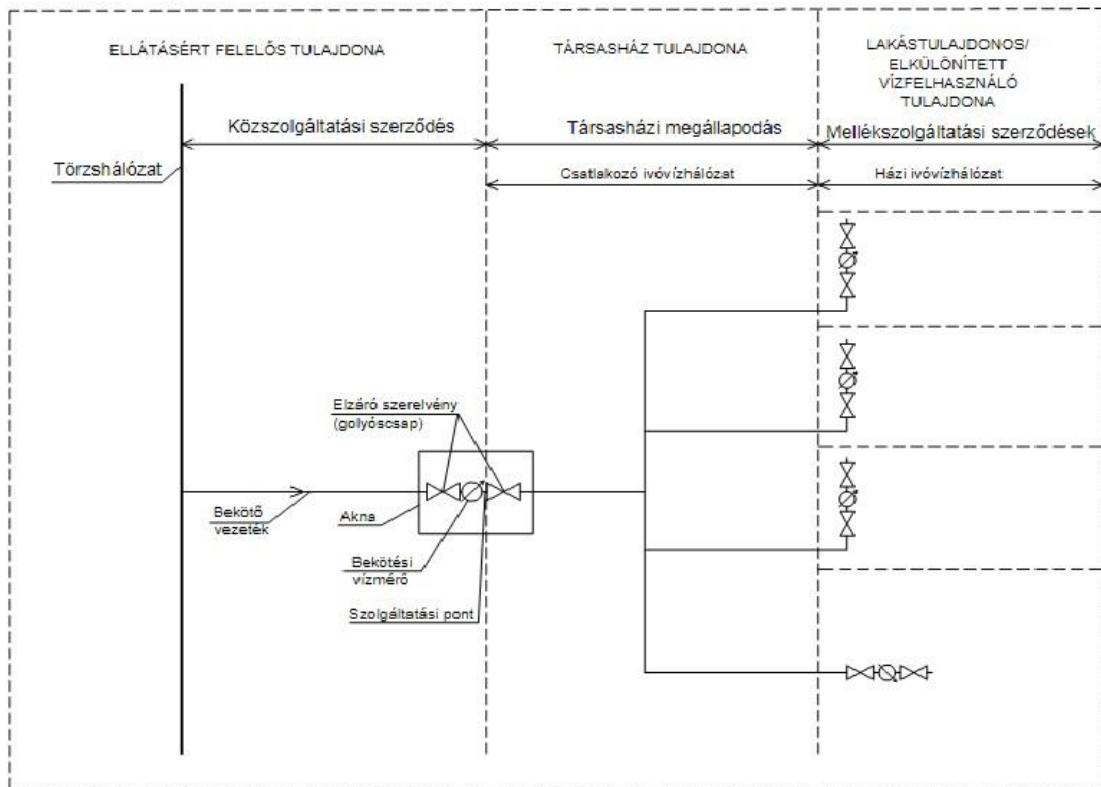 ELLÁTÁSÉRT FELELŐS TULAJDONA
TÁRSASHÁZ TULAJDONA
LAKÁSTULAJDONOS/
ELKÜLÖNÍTETT
VÍZFELHASZNÁLÓ
TULAJDONA
Közszolgáltatási szerződés
Társasházi megállapodás
Mellékszolgáltatási szerződések
Törzshálózat
Csatlakozó ivóvízhálózat
Házi ivóvízhálózat
Elzáró szerelvény
(gollyóscsap)
Bekötő
vezeték
Akna
Bekötési
vízmérő
Szolgáltatási pont